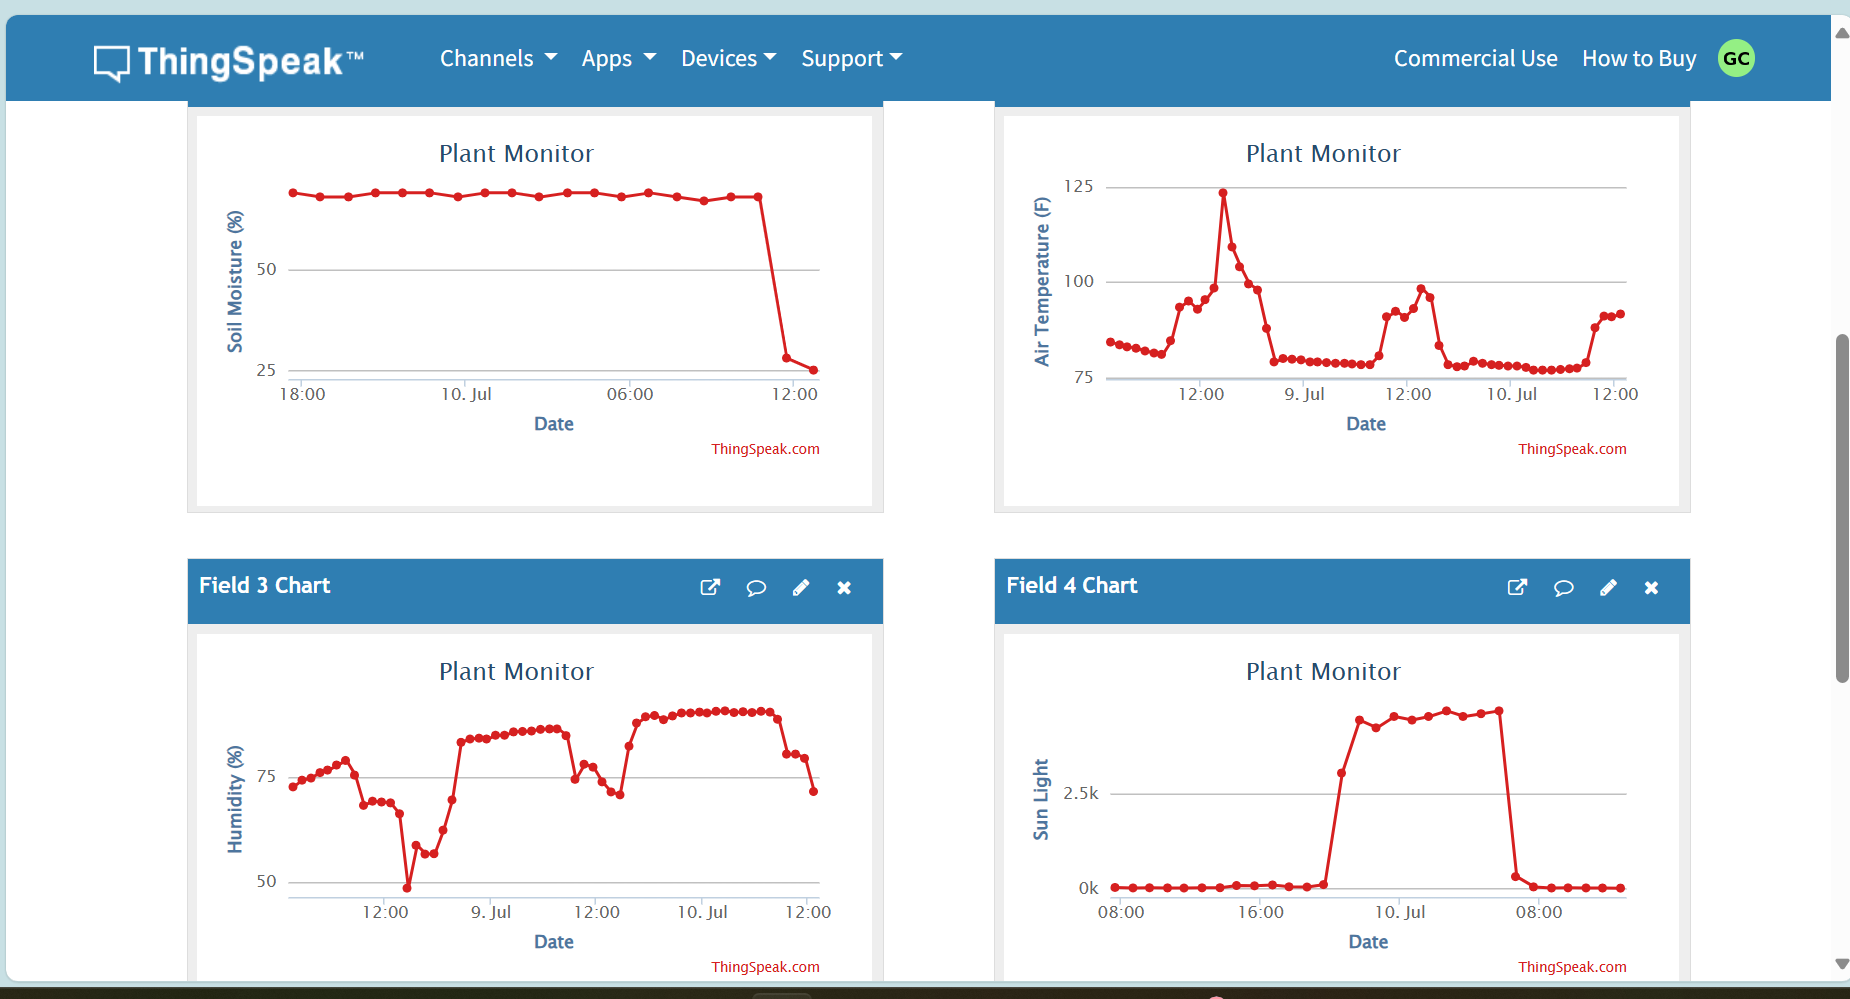 ThingSpeak™ Channels Apps Devices Support Commercial Use How to Buy GC
Plant Monitor
Soil Moisture (%)
50
25
18:00 10. Jul 06:00 12:00
Date
ThingSpeak.com
Plant Monitor
Air Temperature (F)
125
100
75
12:00 9. Jul 12:00 10. Jul 12:00
Date
ThingSpeak.com
Field 3 Chart
Plant Monitor
Humidity (%)
75
50
12:00 9. Jul 12:00 10. Jul 12:00
Date
ThingSpeak.com
Field 4 Chart
Plant Monitor
Sun Light
2.5k
0k
08:00 16:00 10. Jul 08:00
Date
ThingSpeak.com